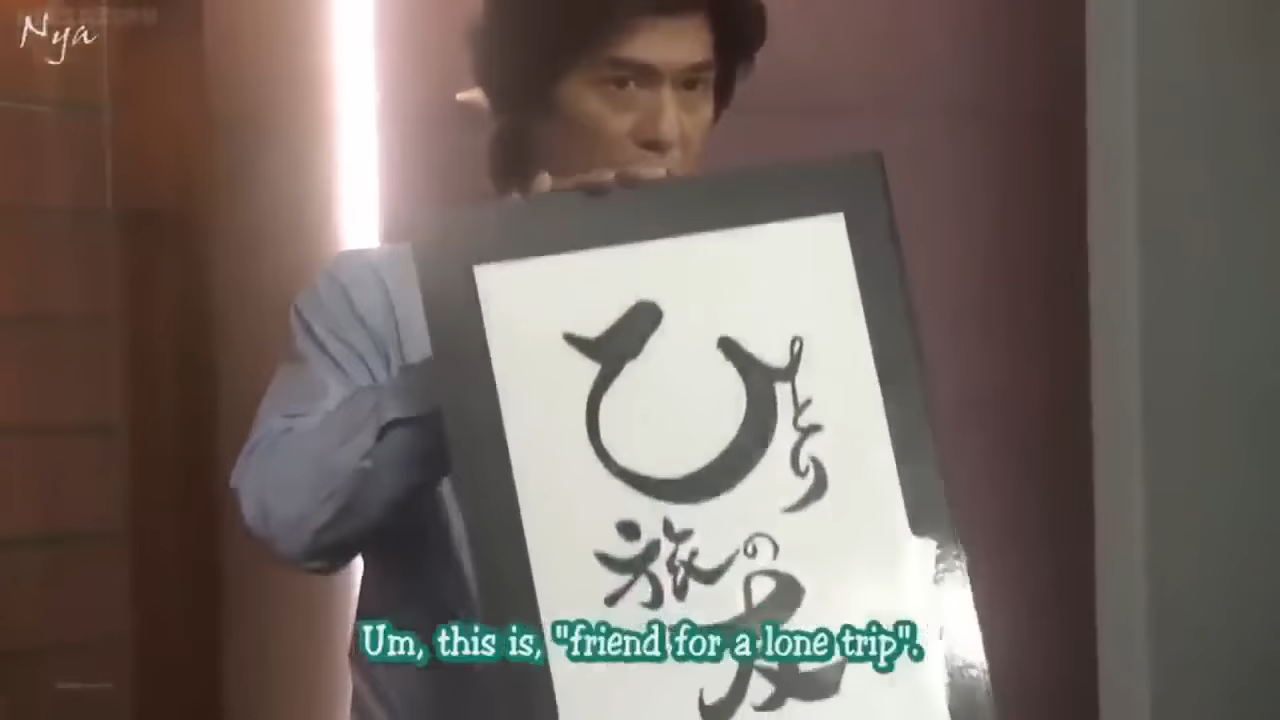 Nya
ひとり
旅の
友
Um, this is, "friend for a lone trip".